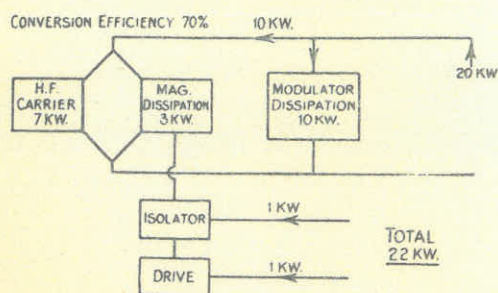 CONVERSION EFFICIENCY 70%
10 KW.
20 KW
H.F.
CARRIER
7 KW.
MAG.
DISSIPATION
3 KW.
MODULATOR
DISSIPATION
10 KW.
ISOLATOR
1 KW
DRIVE
1 KW.
TOTAL
22 KW.